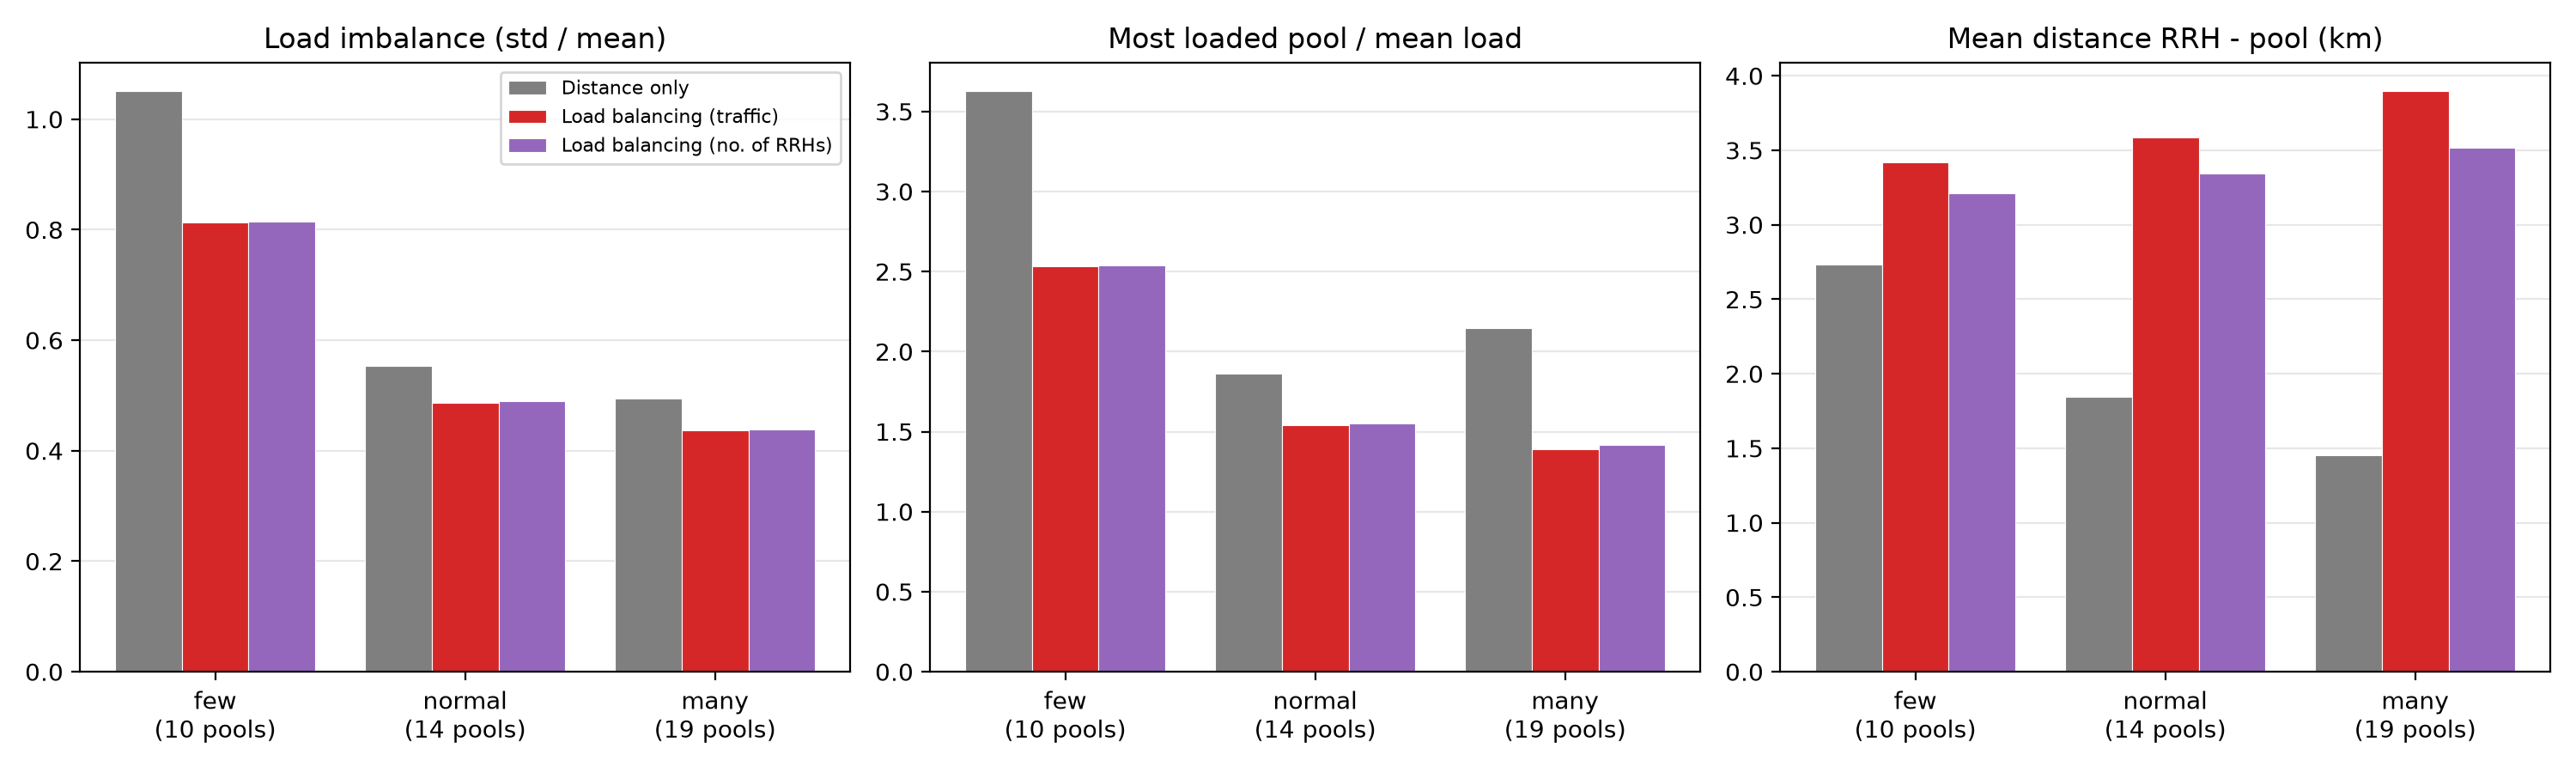 Load imbalance (std / mean)
1.0
0.8
0.6
0.4
0.2
0.0
Distance only
Load balancing (traffic)
Load balancing (no. of RRHs)
few
(10 pools)
normal
(14 pools)
many
(19 pools)
Most loaded pool / mean load
3.5
3.0
2.5
2.0
1.5
1.0
0.5
0.0
few
(10 pools)
normal
(14 pools)
many
(19 pools)
Mean distance RRH - pool (km)
4.0
3.5
3.0
2.5
2.0
1.5
1.0
0.5
0.0
few
(10 pools)
normal
(14 pools)
many
(19 pools)